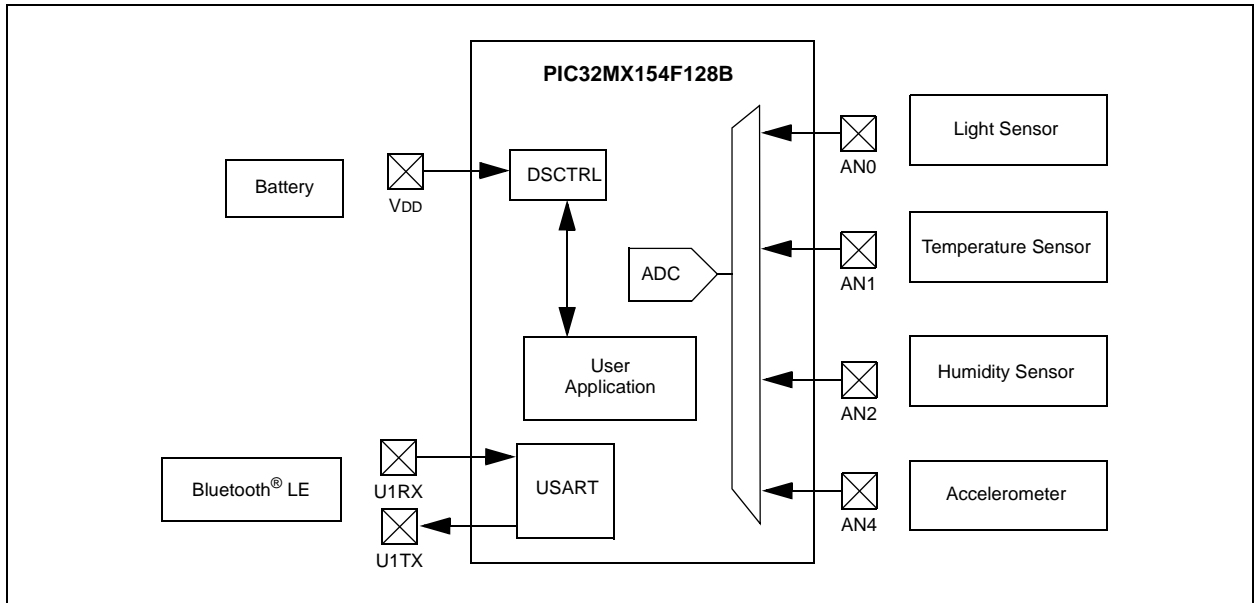 PIC32MX154F128B
Battery
VDD
DSCTRL
ADC
User
Application
Bluetooth® LE
U1RX
U1TX
USART
AN0
Light Sensor
AN1
Temperature Sensor
AN2
Humidity Sensor
AN4
Accelerometer